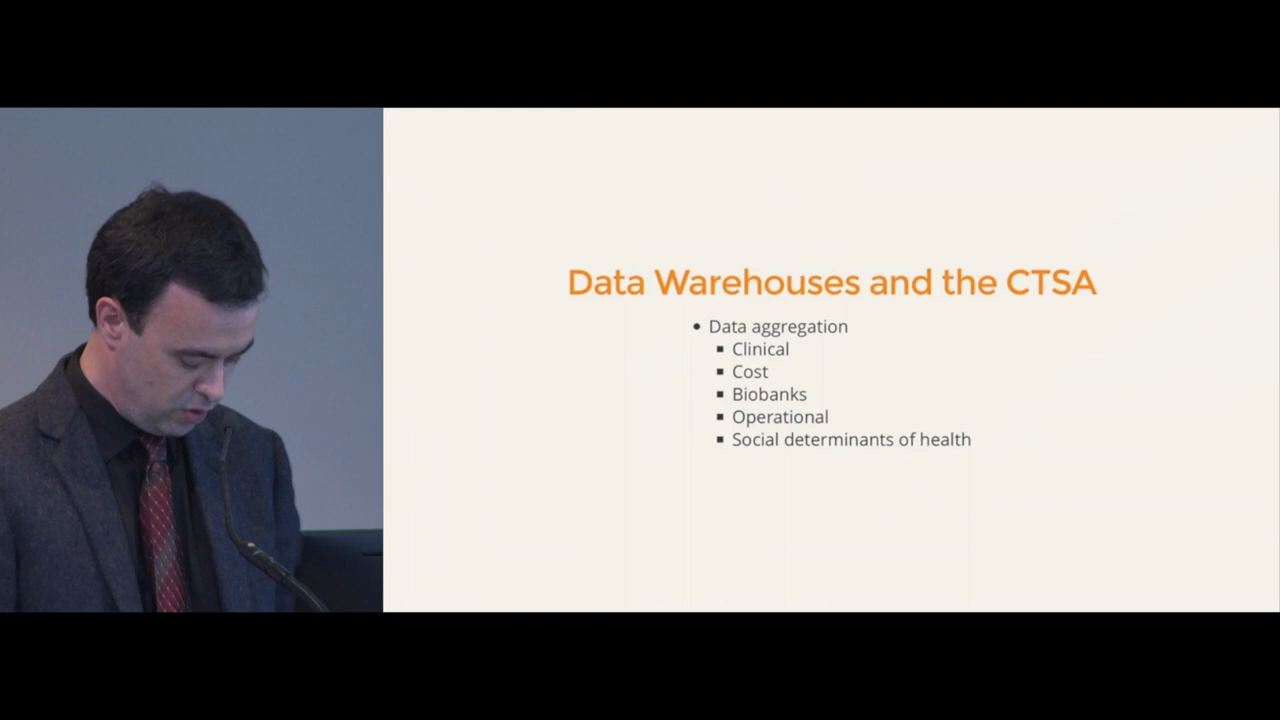 Data Warehouses and the CTSA
• Data aggregation
▪ Clinical
▪ Cost
▪ Biobanks
▪ Operational
▪ Social determinants of health